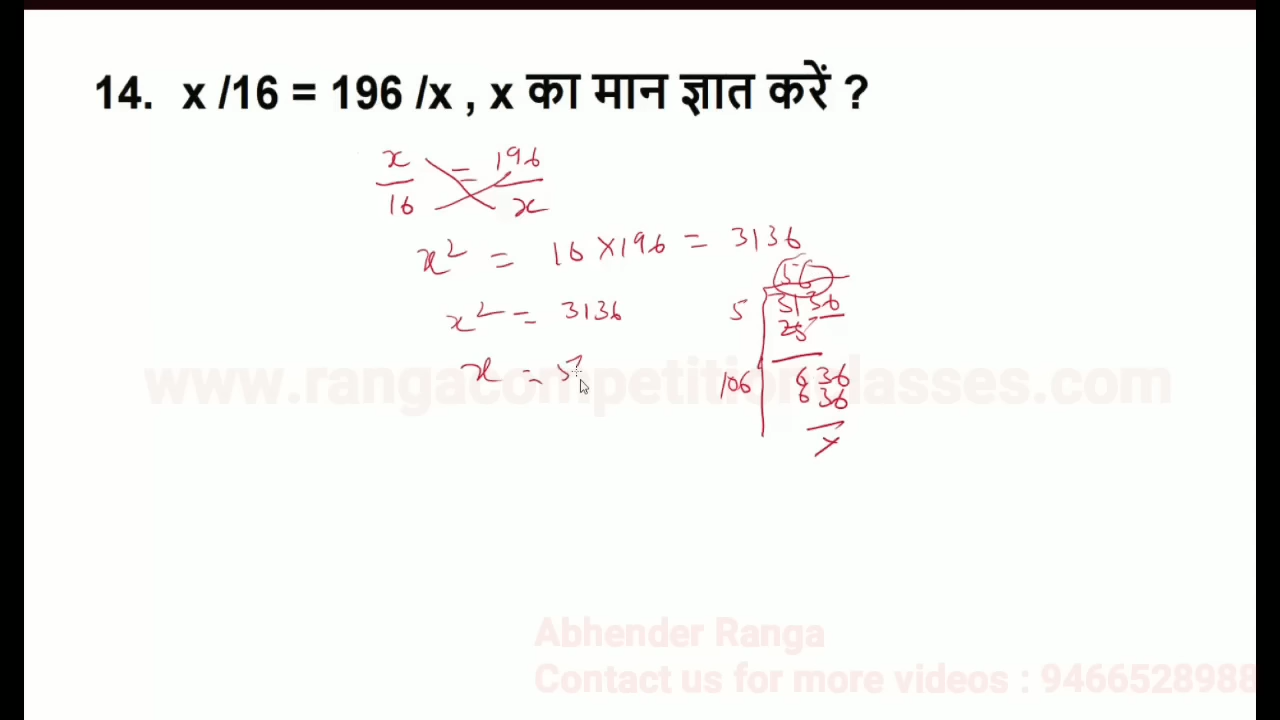 14. x /16 = 196 /x , x का मान ज्ञात करें ?
x = 196
16 x
x² = 16 × 196 = 3136
56
x² = 3136 5 3136
25
x = 5
106 636
636
x
www.rangacompetitionclasses.com
Abhender Ranga
Contact us for more videos : 9466528988